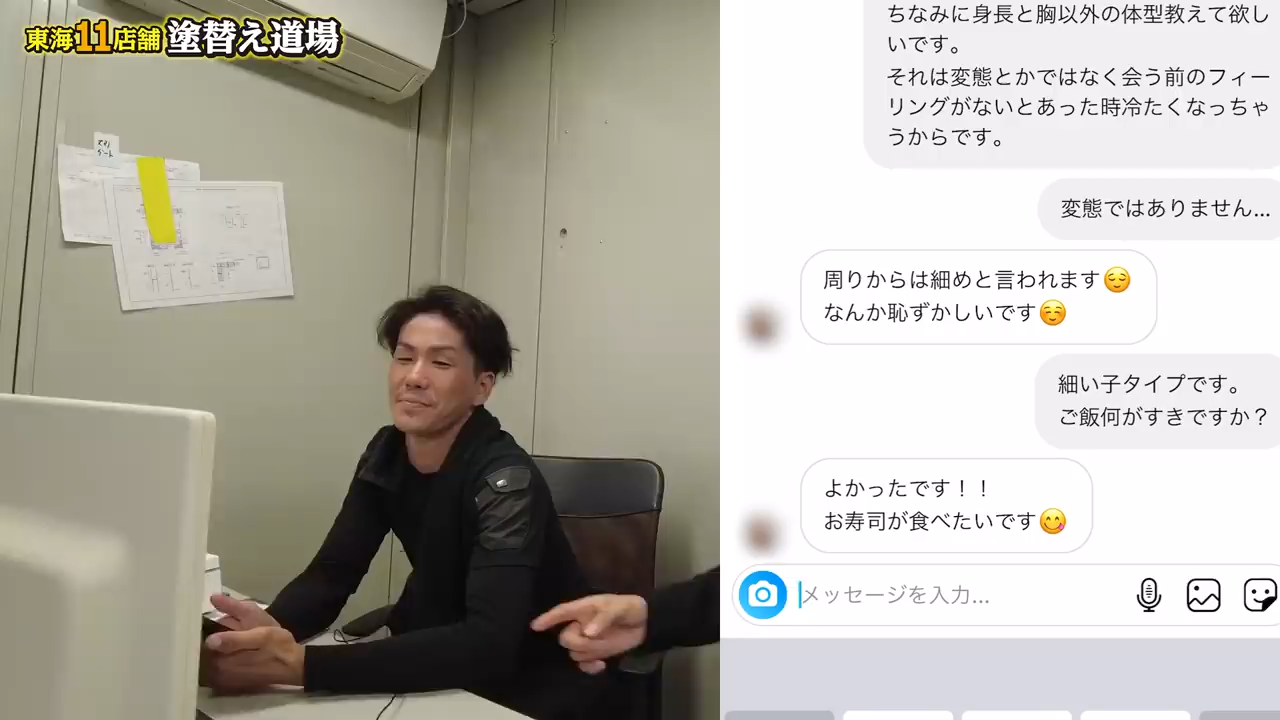 東海11店舗 塗替え道場
ちなみに身長と胸以外の体型教えて欲し
いです。
それは変態とかではなく会う前のフィー
リングがないとあった時冷たくなっちゃ
うからです。
変態ではありません...
周りからは細めと言われます😌
なんか恥ずかしいです☺️
細い子タイプです。
ご飯何がすきですか？
よかったです！！
お寿司が食べたいです😋
メッセージを入力...